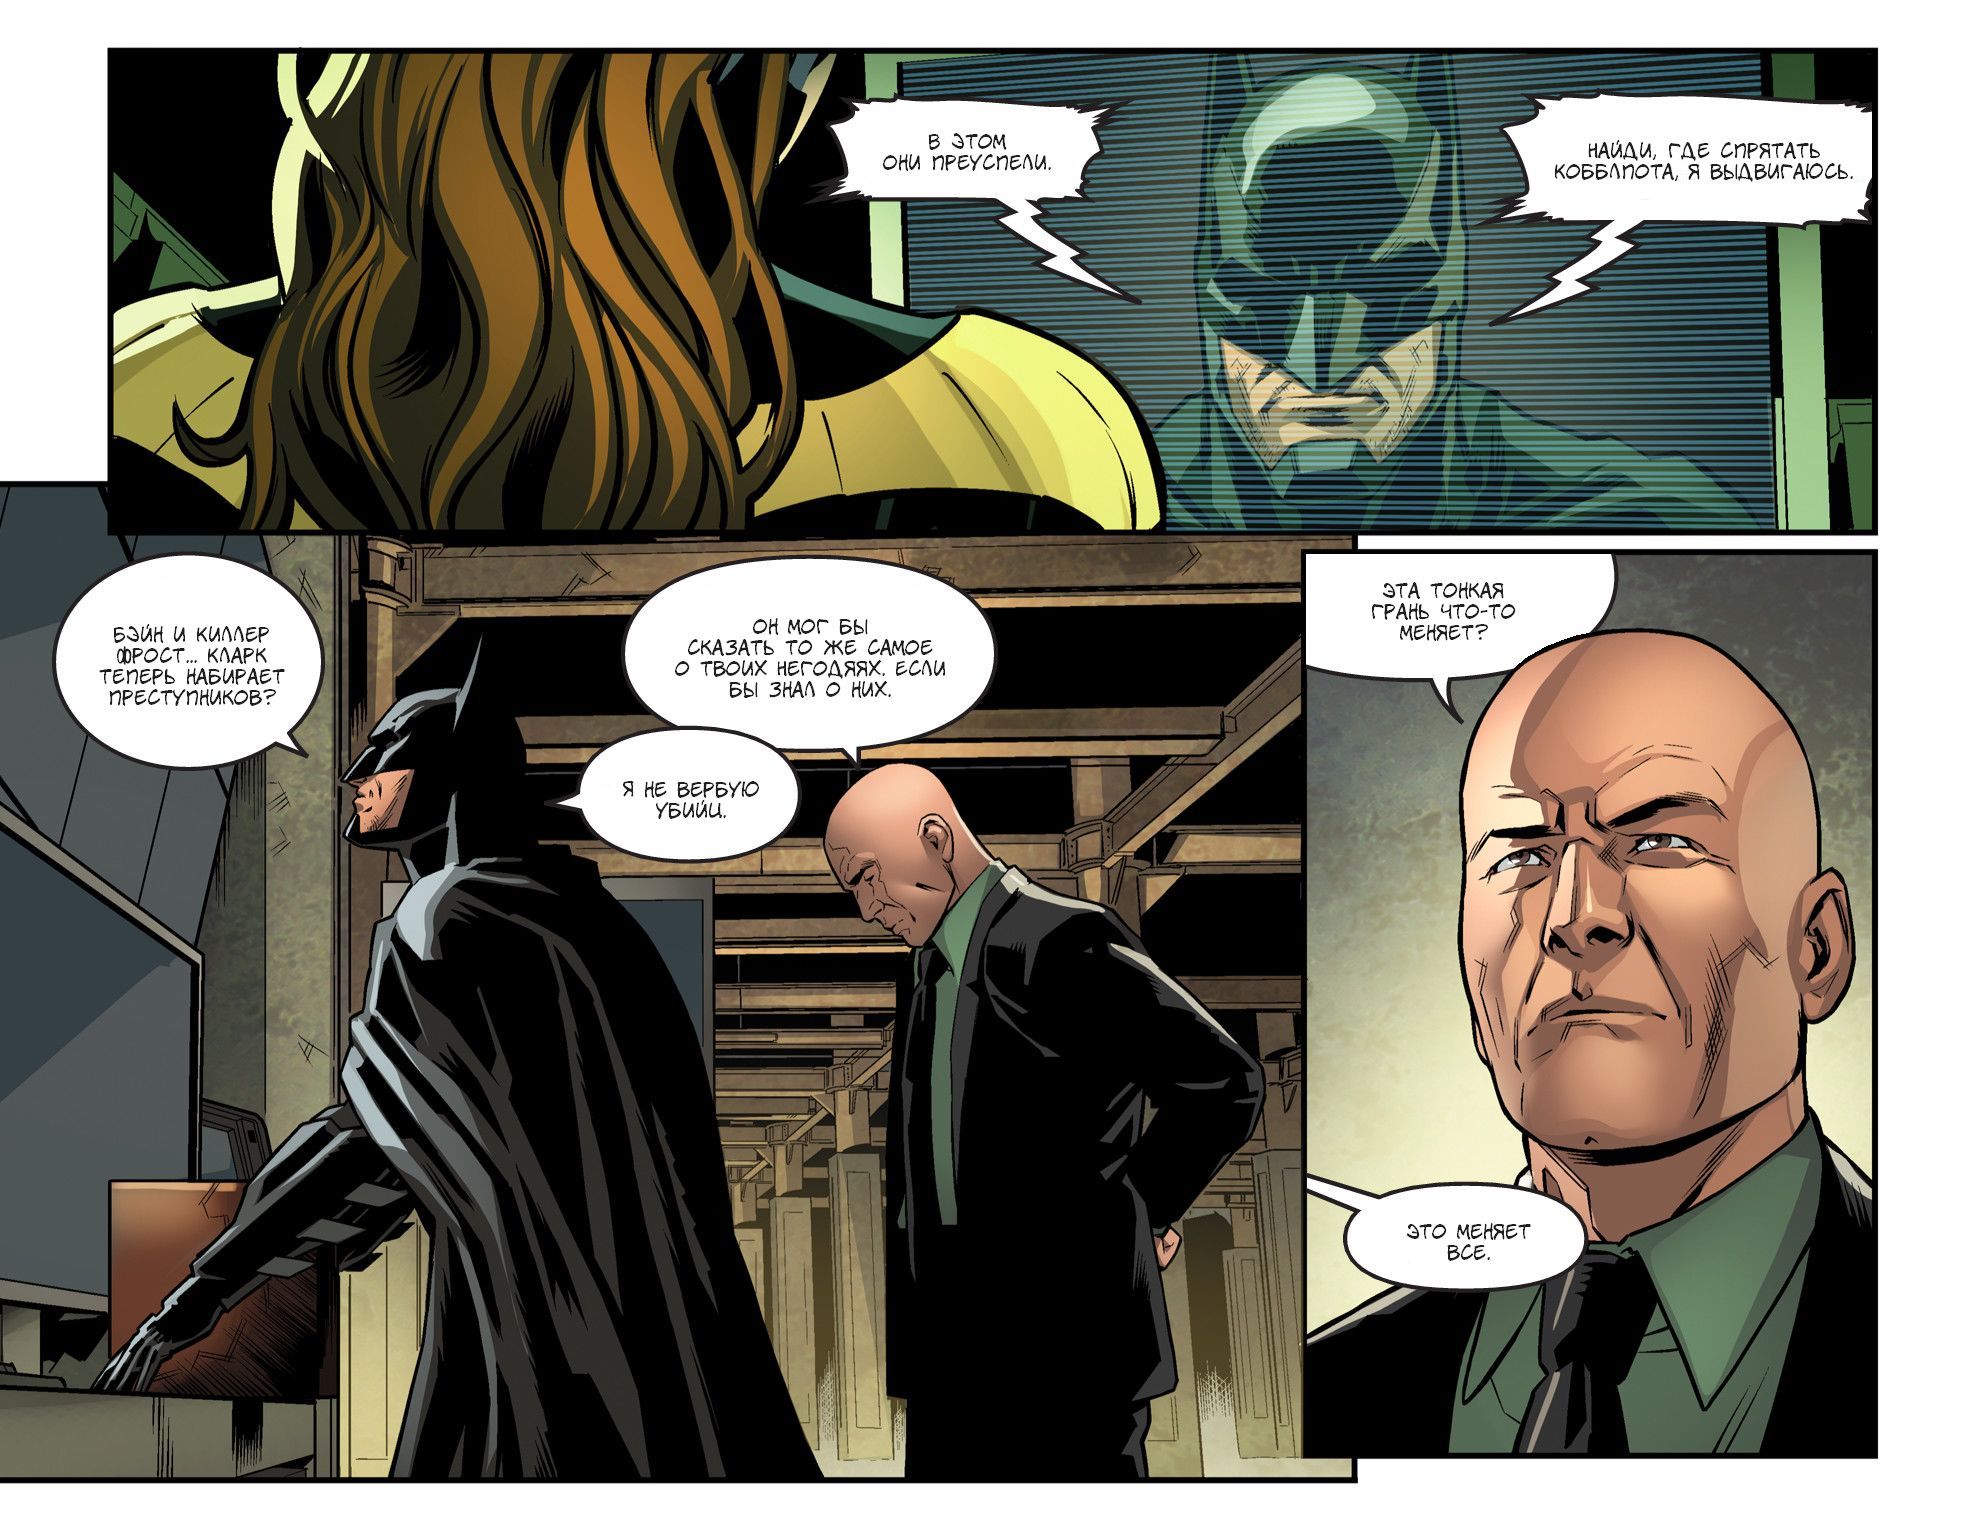 В ЭТОМ
ОНИ ПРЕУСПЕЛИ.
НАЙДИ, ГДЕ СПРЯТАТЬ
КОББЛПОТА, Я ВЫДВИГАЮСЬ.
БЭЙН И КИЛЛЕР
ФРОСТ... КЛАРК
ТЕПЕРЬ НАБИРАЕТ
ПРЕСТУПНИКОВ?
ОН МОГ БЫ
СКАЗАТЬ ТО ЖЕ САМОЕ
О ТВОИХ НЕГОДЯЯХ. ЕСЛИ
БЫ ЗНАЛ О НИХ.
Я НЕ ВЕРБУЮ
УБИЙЦ.
ЭТА ТОНКАЯ
ГРАНЬ ЧТО-ТО
МЕНЯЕТ?
ЭТО МЕНЯЕТ
ВСЕ.